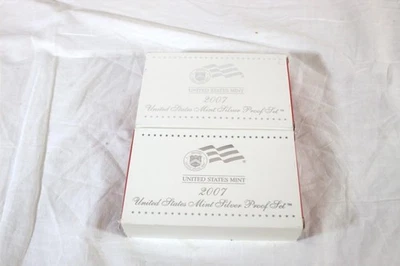 UNITED STATES MINT
2007
United States Mint Silver Proof Set™
UNITED STATES MINT
2007
United States Mint Silver Proof Set™